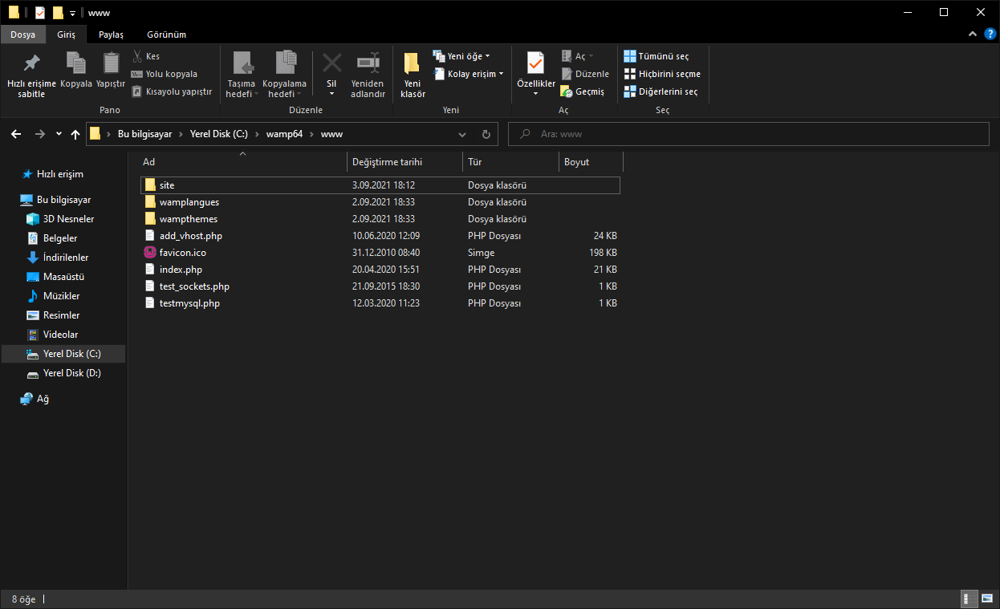 www
Dosya Giriş Paylaş Görünüm
Hızlı erişime sabitle
Kopyala
Yapıştır
Kes
Yolu kopyala
Kısayolu yapıştır
Pano
Taşıma hedefi
Kopyalama hedefi
Sil
Yeniden adlandır
Düzenle
Yeni klasör
Yeni öğe
Kolay erişim
Yeni
Özellikler
Aç
Düzenle
Geçmiş
Aç
Tümünü seç
Hiçbirini seçme
Diğerlerini seç
Seç
Bu bilgisayar › Yerel Disk (C:) › wamp64 › www
Ara: www
Hızlı erişim
Bu bilgisayar
3D Nesneler
Belgeler
İndirilenler
Masaüstü
Müzikler
Resimler
Videolar
Yerel Disk (C:)
Yerel Disk (D:)
Ağ
Ad Değiştirme tarihi Tür Boyut
site 3.09.2021 18:12 Dosya klasörü
wamplangues 2.09.2021 18:33 Dosya klasörü
wampthemes 2.09.2021 18:33 Dosya klasörü
add_vhost.php 10.06.2020 12:09 PHP Dosyası 24 KB
favicon.ico 31.12.2010 08:40 Simge 198 KB
index.php 20.04.2020 15:51 PHP Dosyası 21 KB
test_sockets.php 21.09.2015 18:30 PHP Dosyası 1 KB
testmysql.php 12.03.2020 11:23 PHP Dosyası 1 KB
8 öğe